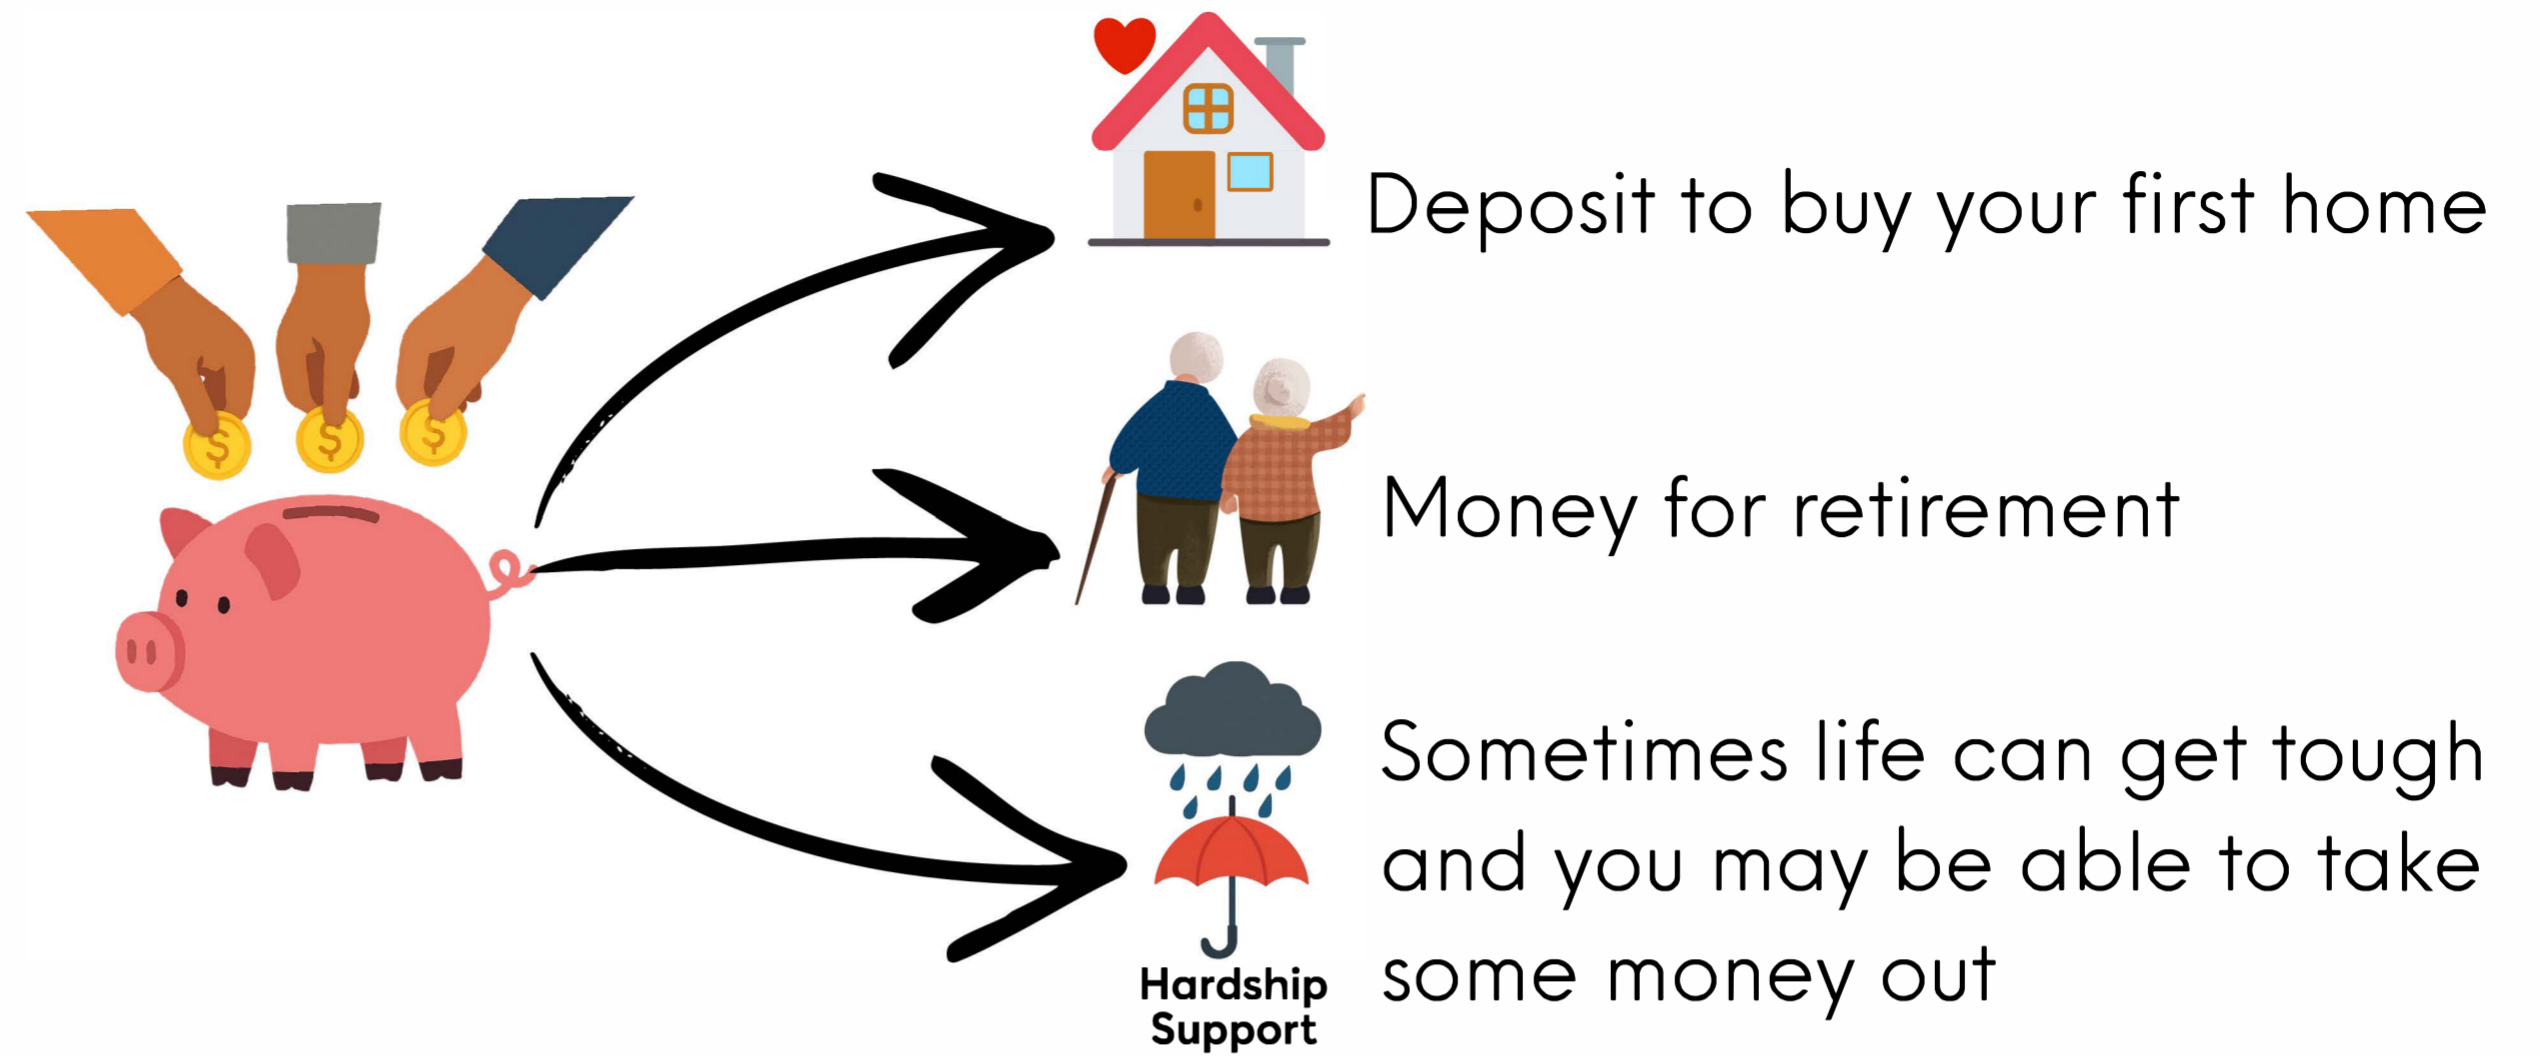 Deposit to buy your first home
Money for retirement
Sometimes life can get tough
and you may be able to take
some money out
Hardship
Support
$
$
$